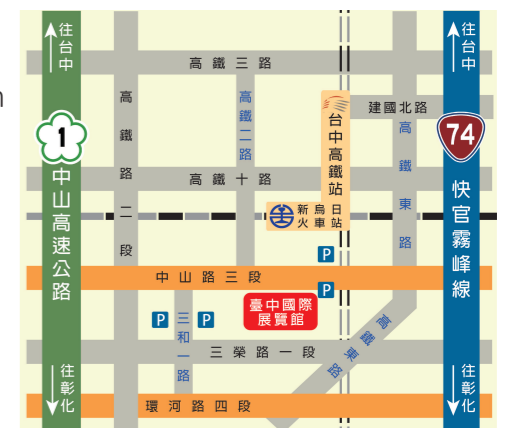 往台中
往台中
高鐵三路
建國北路
n
高鐵路二段
高鐵二路
台中高鐵站
高鐵東路
1
74
中山高速公路
快官霧峰線
高鐵十路
新烏日
火車站
P
中山路三段
P
臺中國際
展覽館
P
三和一路
P
高鐵東路
三榮路一段
往彰化
往彰化
環河路四段